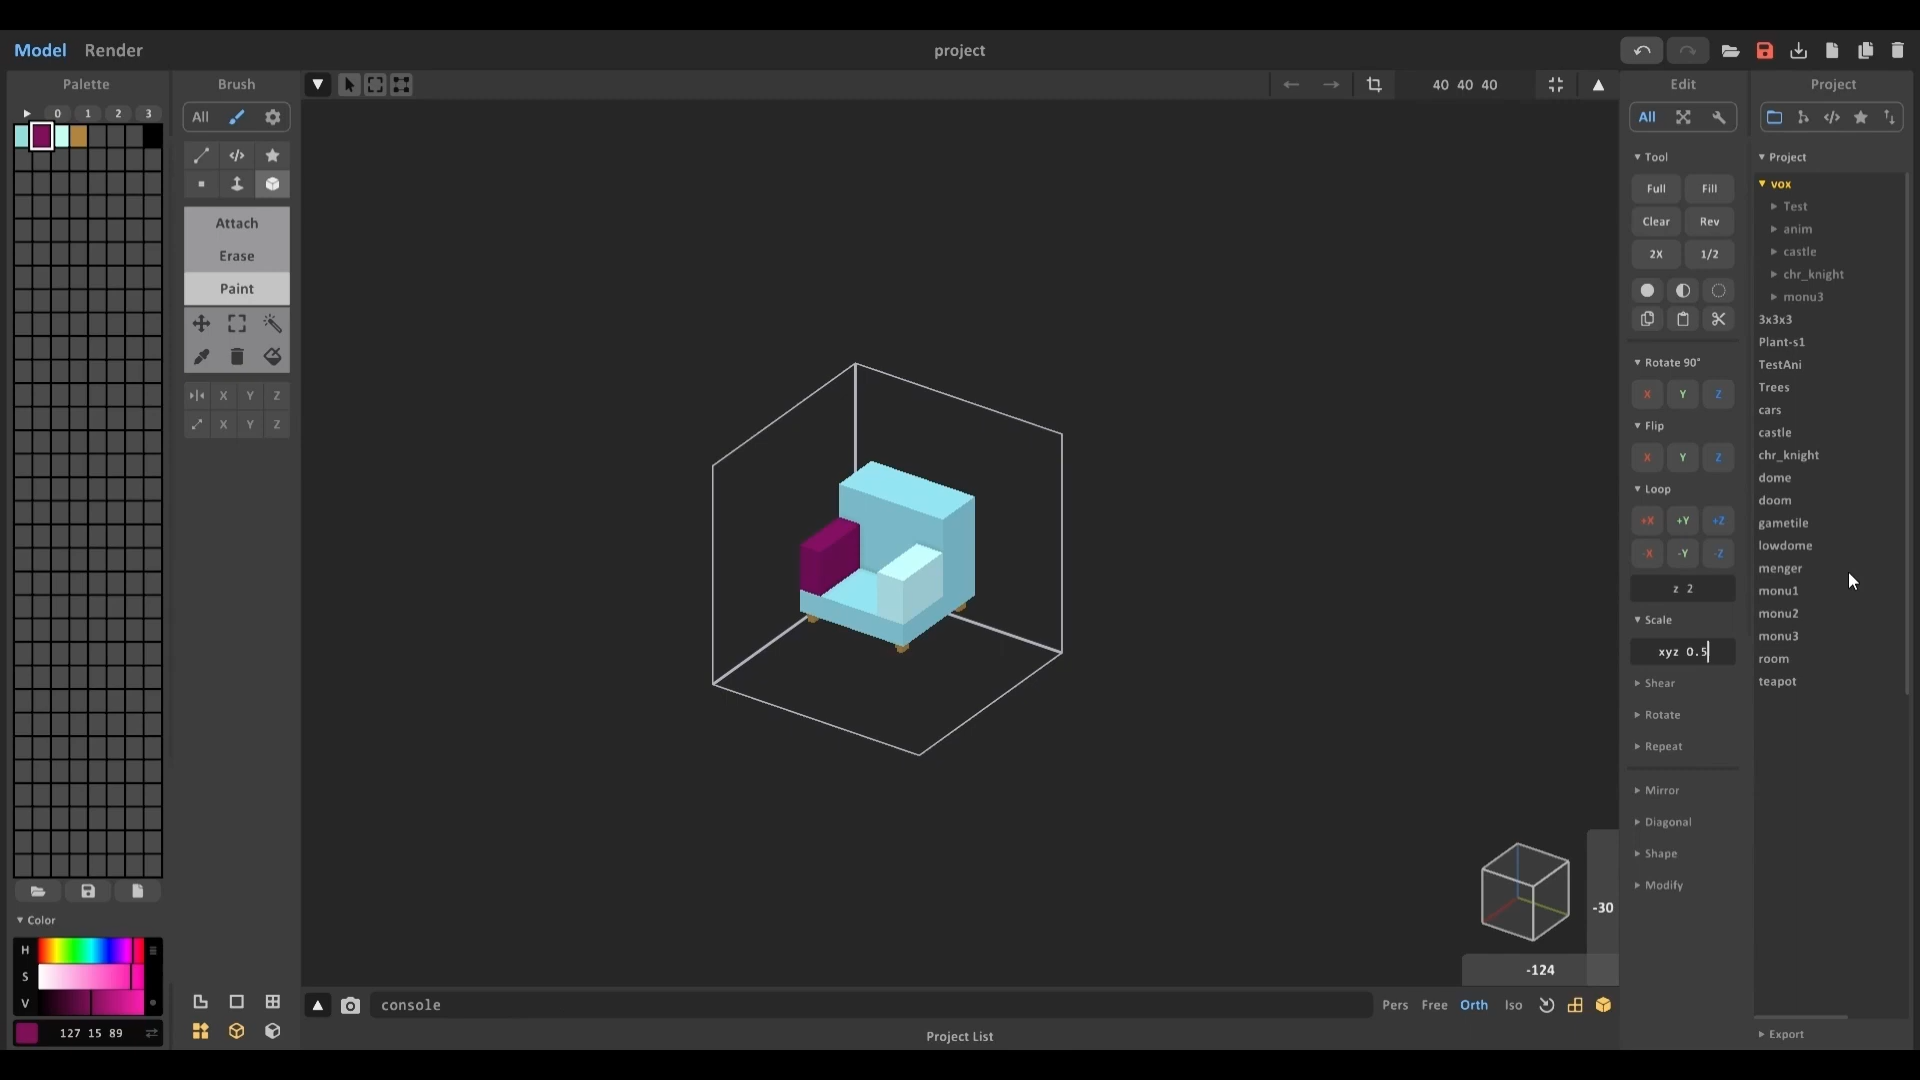 Model Render
project
Palette
Brush
Edit
Project
0 1 2 3
All
40 40 40
All
Attach
Erase
Paint
X Y Z
X Y Z
Tool
Full Fill
Clear Rev
2X 1/2
Rotate 90°
X Y Z
Flip
X Y Z
Loop
+X +Y +Z
-X -Y -Z
z 2
Scale
xyz 0.5
Shear
Rotate
Repeat
Mirror
Diagonal
Shape
Modify
Project
vox
Test
anim
castle
chr_knight
monu3
3x3x3
Plant-s1
TestAni
Trees
cars
castle
chr_knight
dome
doom
gametile
lowdome
menger
monu1
monu2
monu3
room
teapot
Export
Color
H
S
V
127 15 89
-30
-124
console
Pers Free Orth Iso
Project List